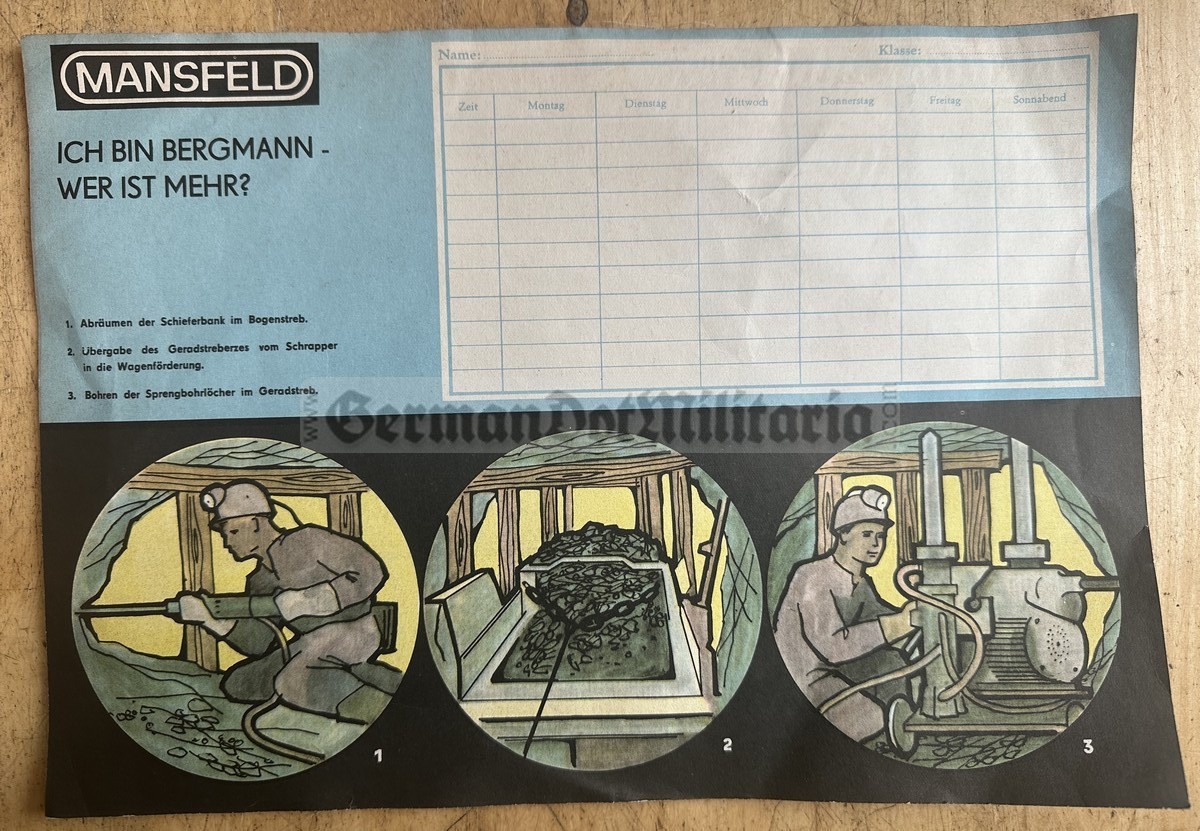 MANSFELD
ICH BIN BERGMANN -
WER IST MEHR?
1. Abräumen der Schieferbank im Bogenstreb.
2. Übergabe des Geradstreberzes vom Schrapper
in die Wagenförderung.
3. Bohren der Sprengbohrlöcher im Geradstreb.
Name:
Klasse:
Zeit Montag Dienstag Mittwoch Donnerstag Freitag Sonnabend
www.GermanDotMilitaria.com
1
2
3